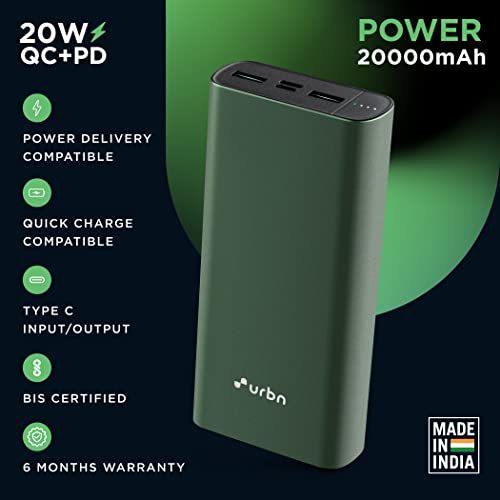 20W
QC+PD
POWER
20000mAh
POWER DELIVERY
COMPATIBLE
QUICK CHARGE
COMPATIBLE
TYPE C
INPUT/OUTPUT
BIS CERTIFIED
6 MONTHS WARRANTY
urbn
MADE
IN
INDIA